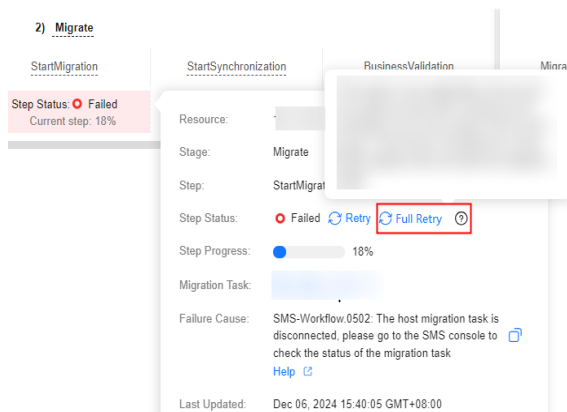 2) Migrate
StartMigration StartSynchronization BusinessValidation Migra
Step Status: Failed
Current step: 18%
Resource:
Stage: Migrate
Step: StartMigrat
Step Status: Failed Retry Full Retry ?
Step Progress: 18%
Migration Task:
Failure Cause: SMS-Workflow.0502: The host migration task is
disconnected, please go to the SMS console to
check the status of the migration task
Help
Last Updated: Dec 06, 2024 15:40:05 GMT+08:00